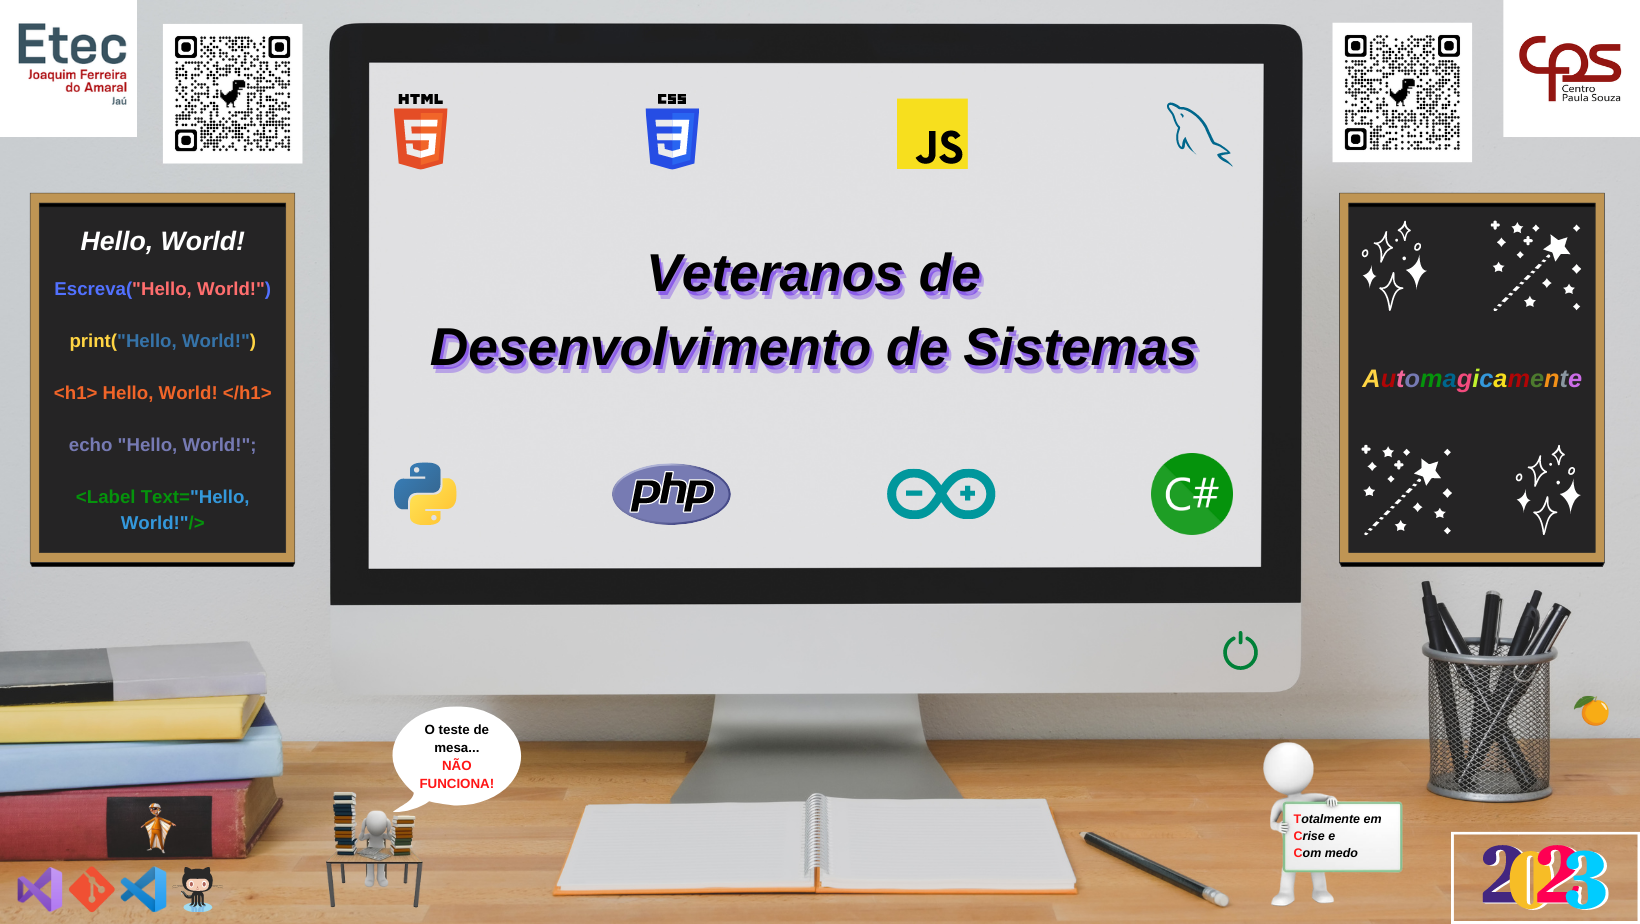 Etec
Joaquim Ferreira
do Amaral
Jaú
cps
Centro
Paula Souza
HTML
5
CSS
3
JS
Hello, World!
Escreva("Hello, World!")
print("Hello, World!")
<h1> Hello, World! </h1>
echo "Hello, World!";
<Label Text="Hello,
World!"/>
Veteranos de
Desenvolvimento de Sistemas
php
C#
Automagicamente
O teste de
mesa...
NÃO
FUNCIONA!
Totalmente em
Crise e
Com medo
2023